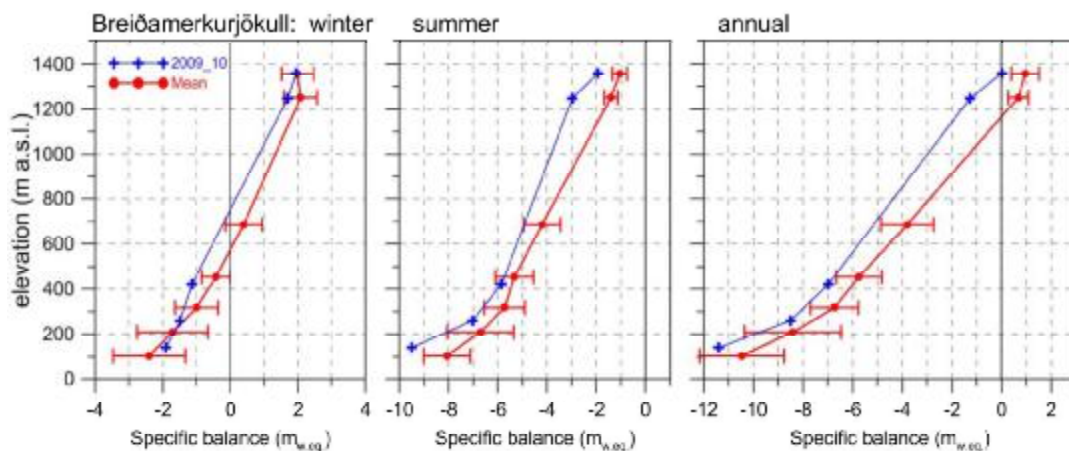 Breiðamerkurjökull: winter
summer
annual
2009_10
Mean
elevation (m a.s.l.)
1400
1200
1000
800
600
400
200
0
-4 -2 0 2 4
-10 -8 -6 -4 -2 0
-12 -10 -8 -6 -4 -2 0 2
Specific balance (mw.eq.)
Specific balance (mw.eq.)
Specific balance (mw.eq.)